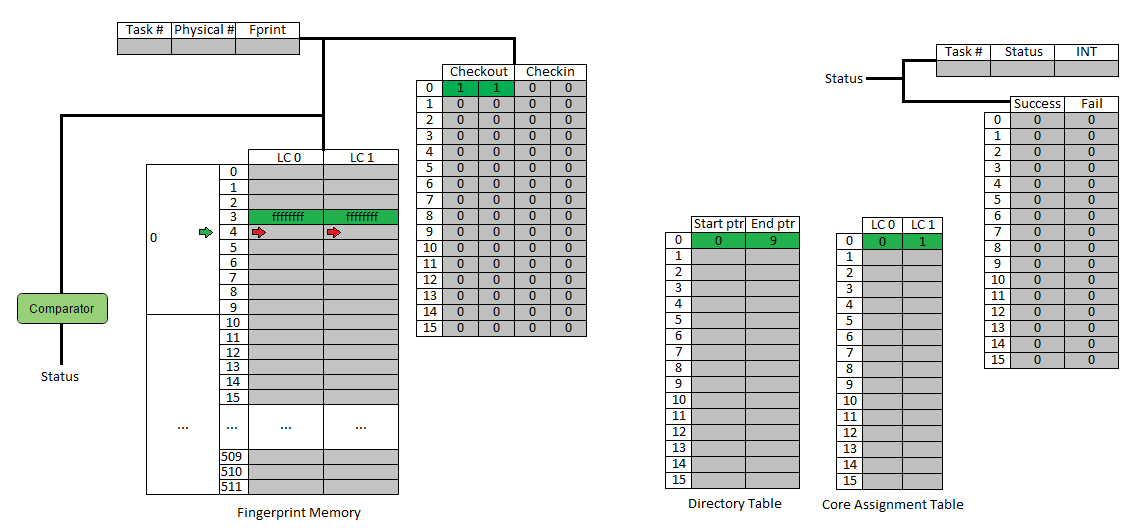 Task # Physical # Fprint
Task # Status INT
Status
Checkout Checkin
0 1 1 0 0
1 0 0 0 0
2 0 0 0 0
3 0 0 0 0
4 0 0 0 0
5 0 0 0 0
6 0 0 0 0
7 0 0 0 0
8 0 0 0 0
9 0 0 0 0
10 0 0 0 0
11 0 0 0 0
12 0 0 0 0
13 0 0 0 0
14 0 0 0 0
15 0 0 0 0
Success Fail
0 0 0
1 0 0
2 0 0
3 0 0
4 0 0
5 0 0
6 0 0
7 0 0
8 0 0
9 0 0
10 0 0
11 0 0
12 0 0
13 0 0
14 0 0
15 0 0
LC 0 LC 1
0
0
1
2
3 ffffffff ffffffff
4
5
6
7
8
9
10
11
12
13
14
15
... ... ... ...
509
510
511
Fingerprint Memory
Comparator
Status
Start ptr End ptr
0 0 9
1
2
3
4
5
6
7
8
9
10
11
12
13
14
15
Directory Table
LC 0 LC 1
0 0 1
1
2
3
4
5
6
7
8
9
10
11
12
13
14
15
Core Assignment Table